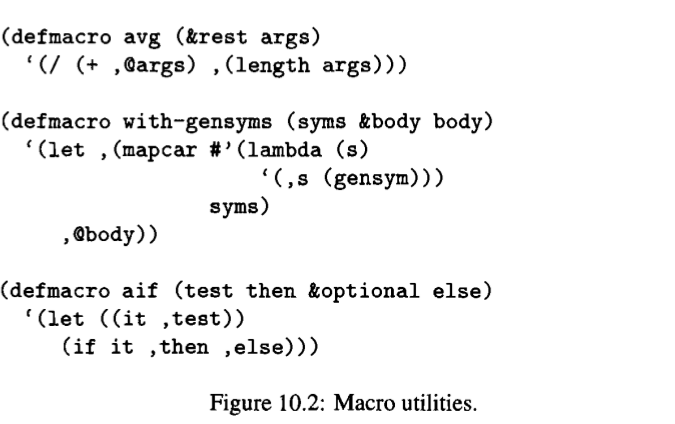 (defmacro avg (&rest args)
  ‘(/ (+ ,@args) ,(length args)))

(defmacro with-gensyms (syms &body body)
  ‘(let ,(mapcar #’(lambda (s)
                     ‘(,s (gensym)))
                 syms)
     ,@body))

(defmacro aif (test then &optional else)
  ‘(let ((it ,test))
     (if it ,then ,else)))

Figure 10.2: Macro utilities.